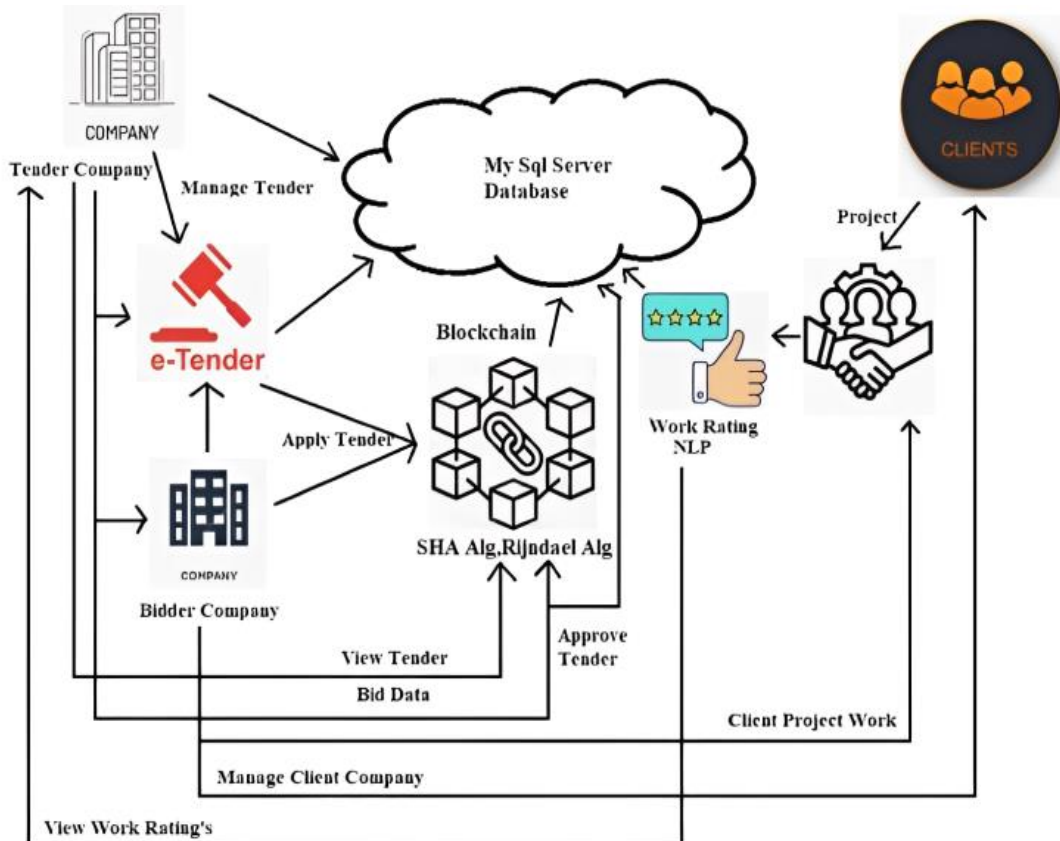 COMPANY
Tender Company
Manage Tender
My Sql Server
Database
CLIENTS
Project
e-Tender
Blockchain
Apply Tender
Work Rating
NLP
SHA Alg,Rijndael Alg
COMPANY
Bidder Company
View Tender
Approve
Tender
Bid Data
Client Project Work
Manage Client Company
View Work Rating's